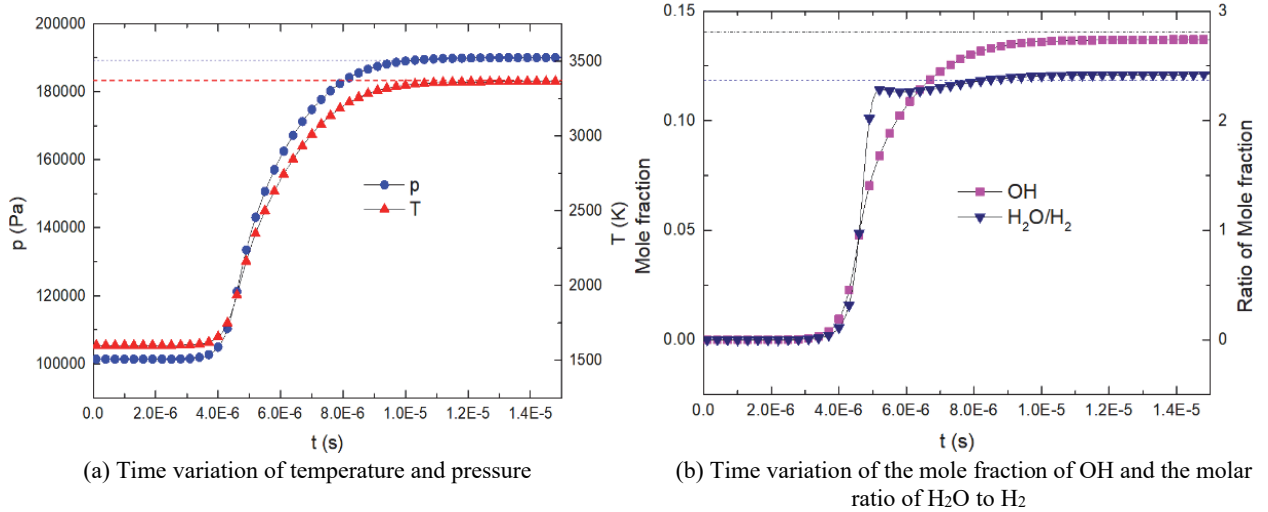 200000
190000
180000
170000
160000
150000
140000
130000
120000
110000
100000
p (Pa)
3500
3000
2500
2000
1500
T (K)
p
T
0.0 2.0E-6 4.0E-6 6.0E-6 8.0E-6 1.0E-5 1.2E-5 1.4E-5
t (s)
(a) Time variation of temperature and pressure
0.15
0.10
0.05
0.00
Mole fraction
3
2
1
0
Ratio of Mole fraction
OH
H₂O/H₂
0.0 2.0E-6 4.0E-6 6.0E-6 8.0E-6 1.0E-5 1.2E-5 1.4E-5
t (s)
(b) Time variation of the mole fraction of OH and the molar
ratio of H₂O to H₂